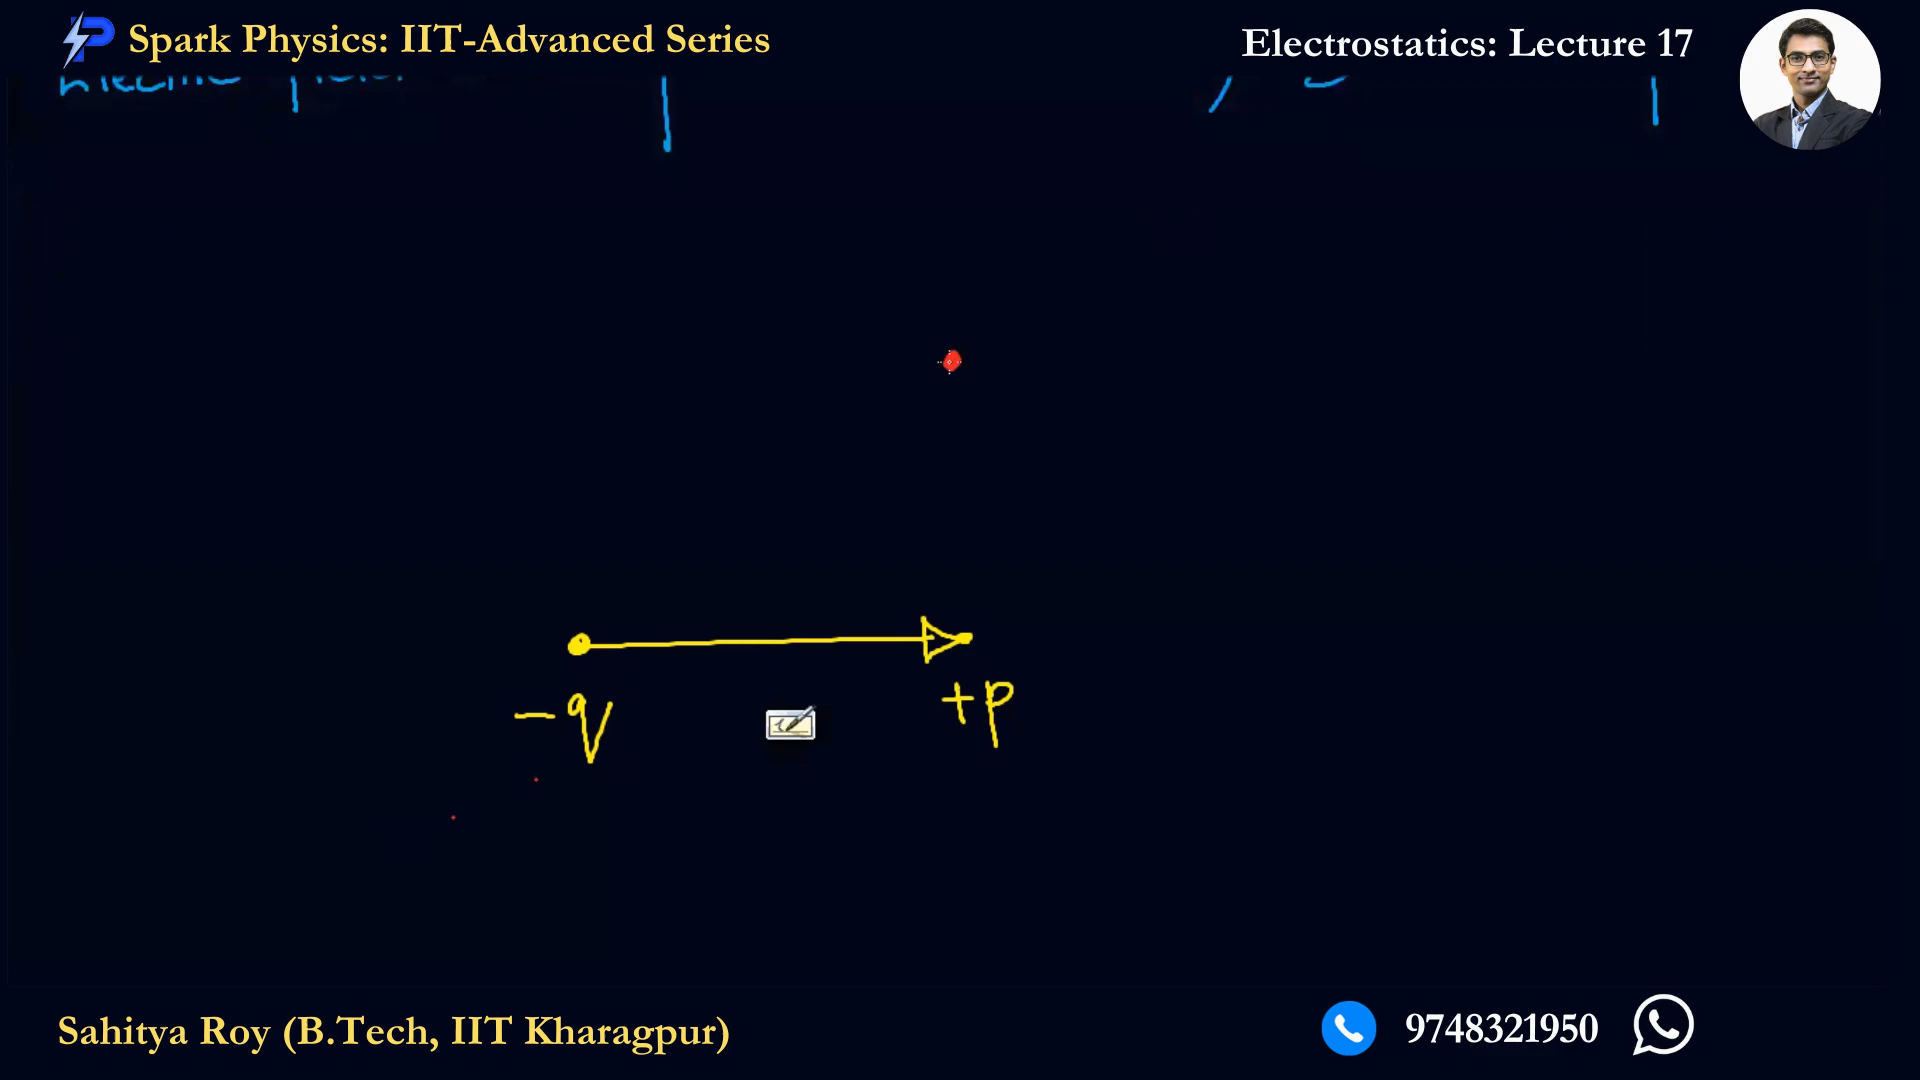 Spark Physics: IIT-Advanced Series
Electrostatics: Lecture 17
-q
+p
Sahitya Roy (B.Tech, IIT Kharagpur)
9748321950